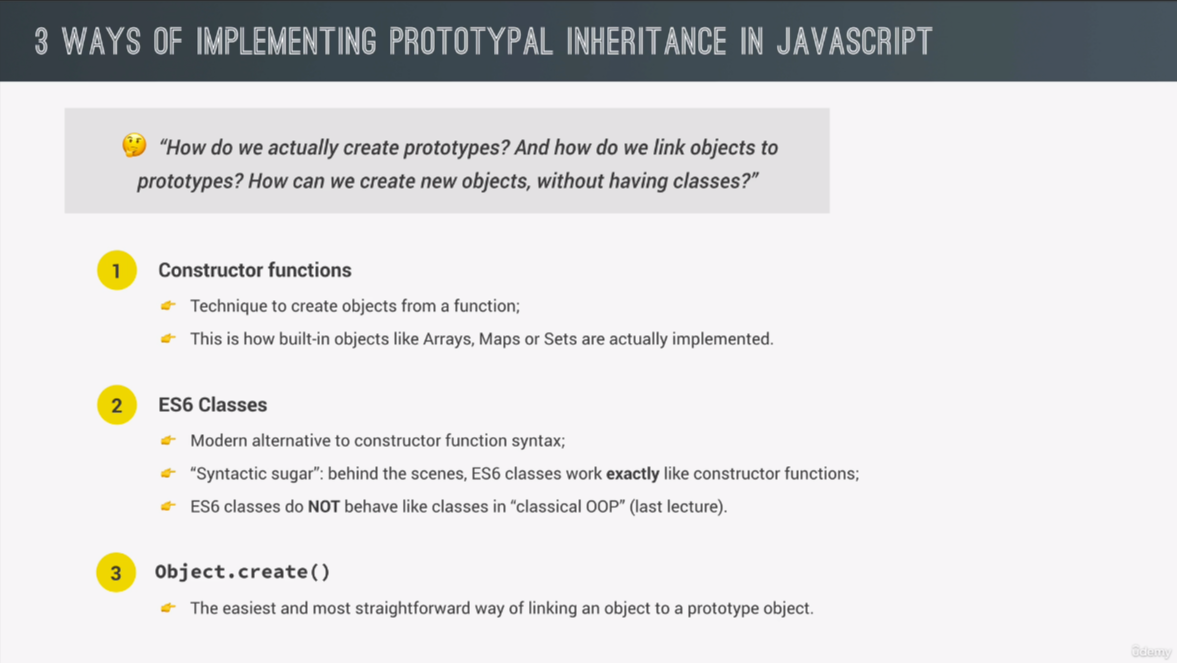 3 WAYS OF IMPLEMENTING PROTOTYPAL INHERITANCE IN JAVASCRIPT
🤔 “How do we actually create prototypes? And how do we link objects to
prototypes? How can we create new objects, without having classes?”
1 Constructor functions
👉 Technique to create objects from a function;
👉 This is how built-in objects like Arrays, Maps or Sets are actually implemented.
2 ES6 Classes
👉 Modern alternative to constructor function syntax;
👉 “Syntactic sugar”: behind the scenes, ES6 classes work exactly like constructor functions;
👉 ES6 classes do NOT behave like classes in “classical OOP” (last lecture).
3 Object.create()
👉 The easiest and most straightforward way of linking an object to a prototype object.
ûdemy